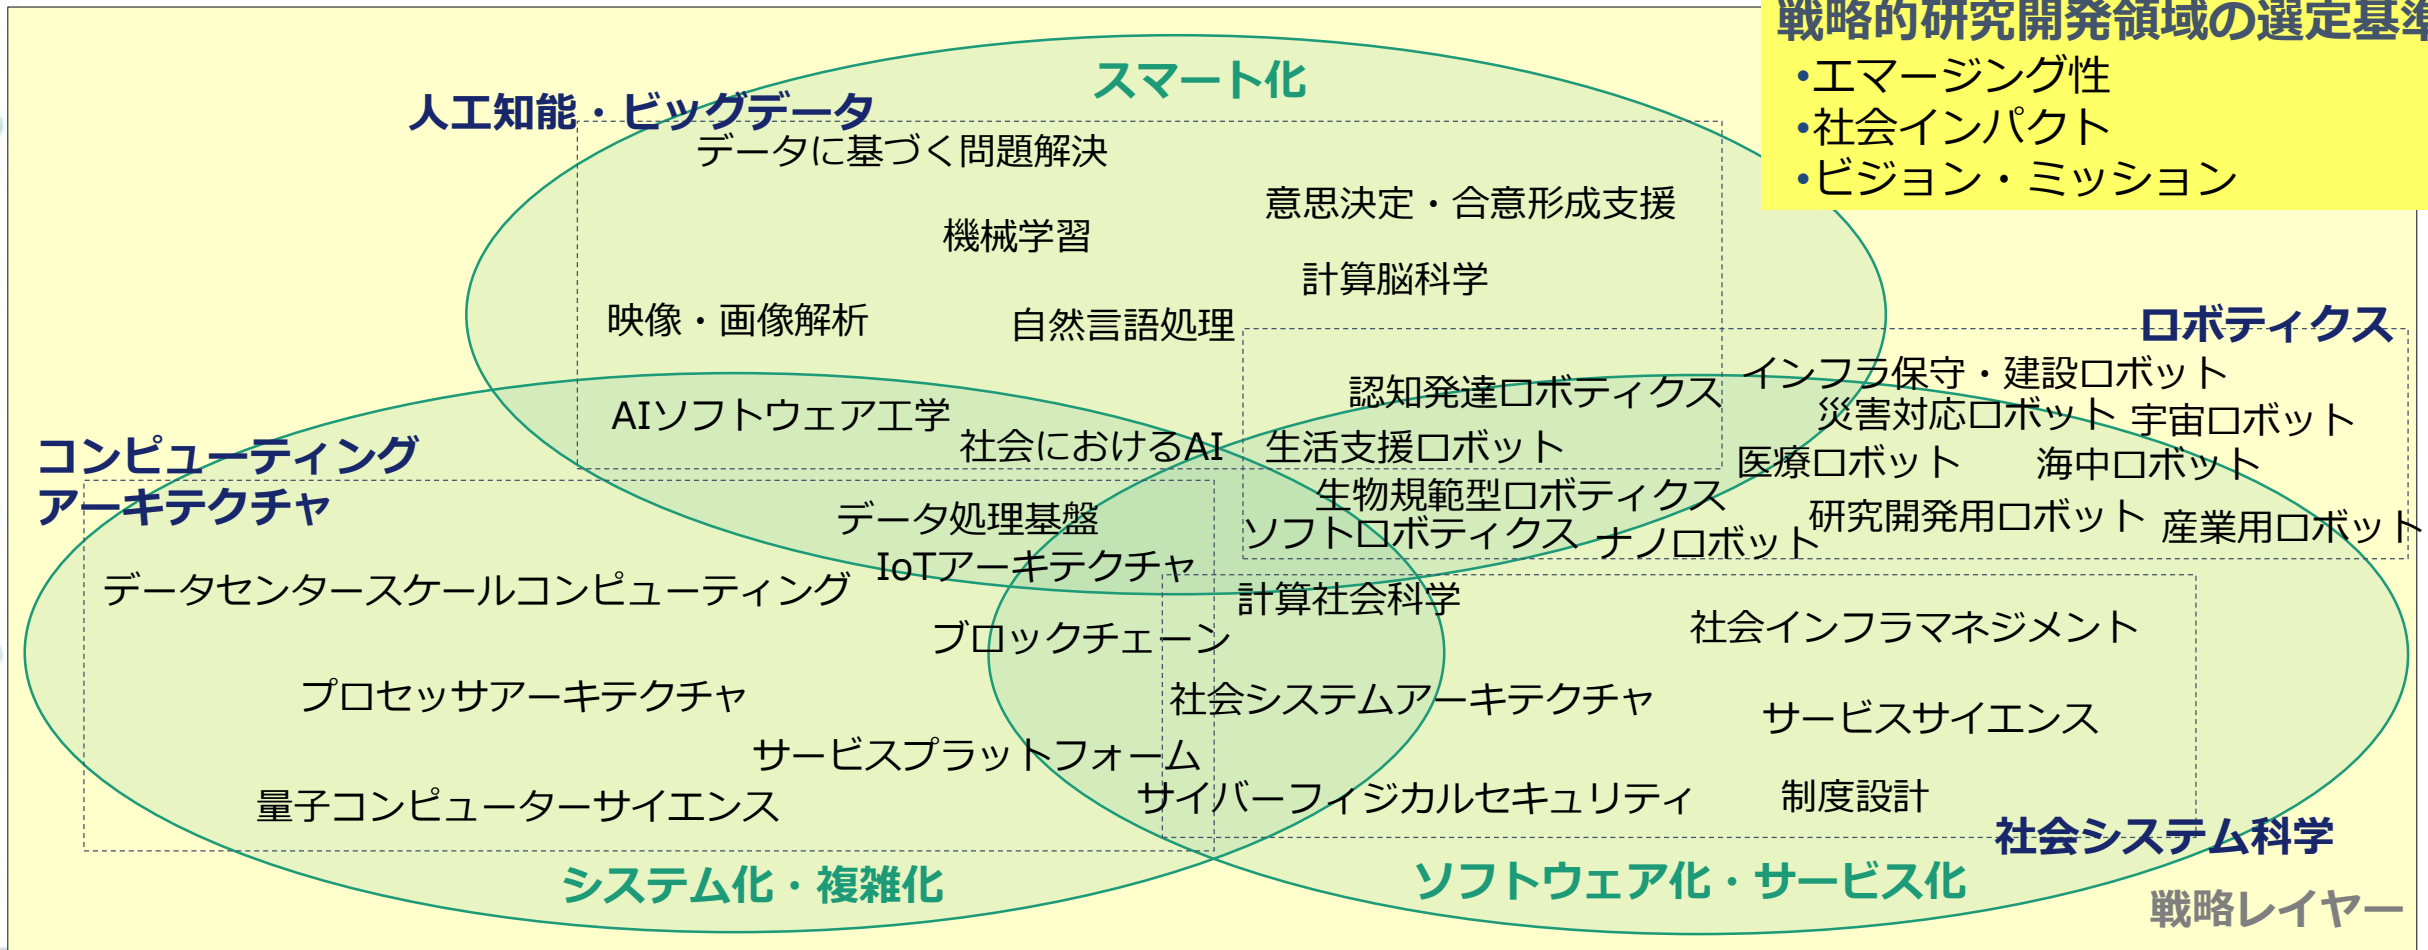 戦略的研究開発領域の選定基準
•エマージング性
•社会インパクト
•ビジョン・ミッション
スマート化
人工知能・ビッグデータ
データに基づく問題解決
意思決定・合意形成支援
機械学習
計算脳科学
映像・画像解析
自然言語処理
AIソフトウェア工学
社会におけるAI
ロボティクス
認知発達ロボティクス
インフラ保守・建設ロボット
災害対応ロボット
宇宙ロボット
生活支援ロボット
医療ロボット
海中ロボット
生物規範型ロボティクス
研究開発用ロボット
産業用ロボット
ソフトロボティクス
ナノロボット
コンピューティング
アーキテクチャ
データ処理基盤
IoTアーキテクチャ
データセンタースケールコンピューティング
ブロックチェーン
プロセッサアーキテクチャ
サービスプラットフォーム
量子コンピューターサイエンス
計算社会科学
社会インフラマネジメント
社会システムアーキテクチャ
サービスサイエンス
サイバーフィジカルセキュリティ
制度設計
社会システム科学
システム化・複雑化
ソフトウェア化・サービス化
戦略レイヤー